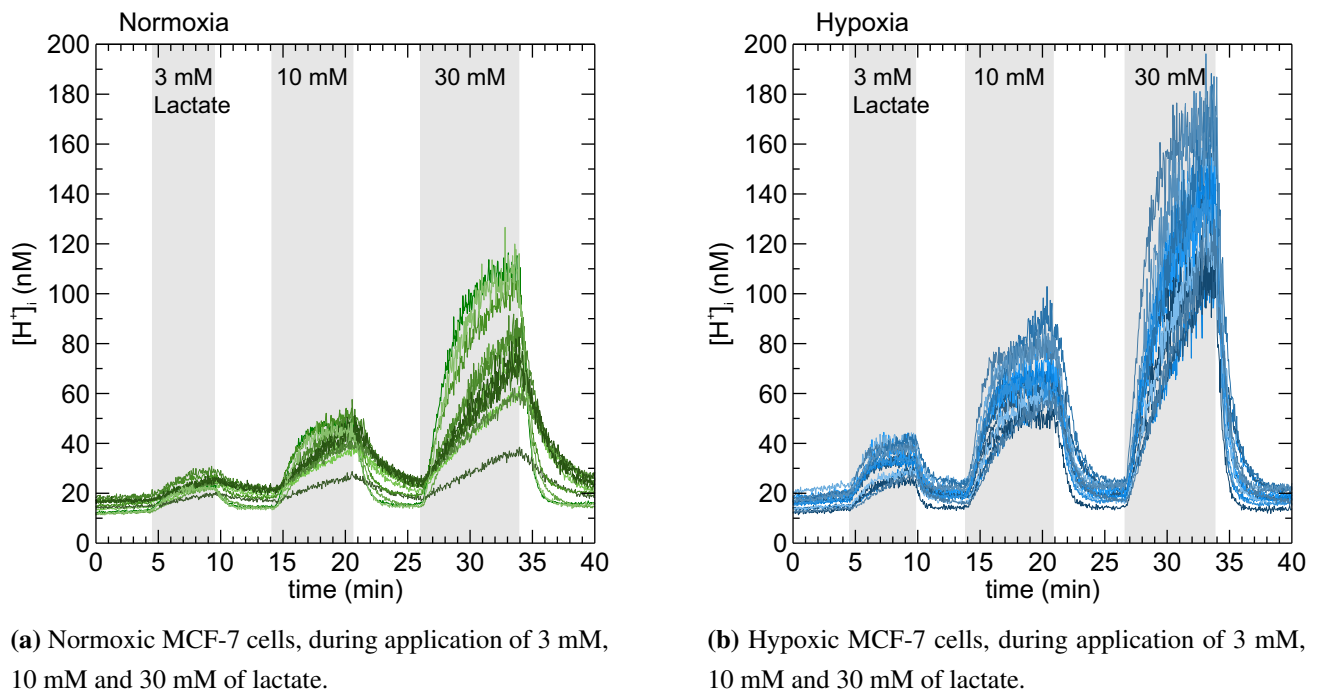 Normoxia
200
180
160
140
120
100
80
60
40
20
0
[H+]i (nM)
3 mM
Lactate
10 mM
30 mM
0 5 10 15 20 25 30 35 40
time (min)
Hypoxia
200
180
160
140
120
100
80
60
40
20
0
[H+]i (nM)
3 mM
Lactate
10 mM
30 mM
0 5 10 15 20 25 30 35 40
time (min)
(a) Normoxic MCF-7 cells, during application of 3 mM,
10 mM and 30 mM of lactate.
(b) Hypoxic MCF-7 cells, during application of 3 mM,
10 mM and 30 mM of lactate.